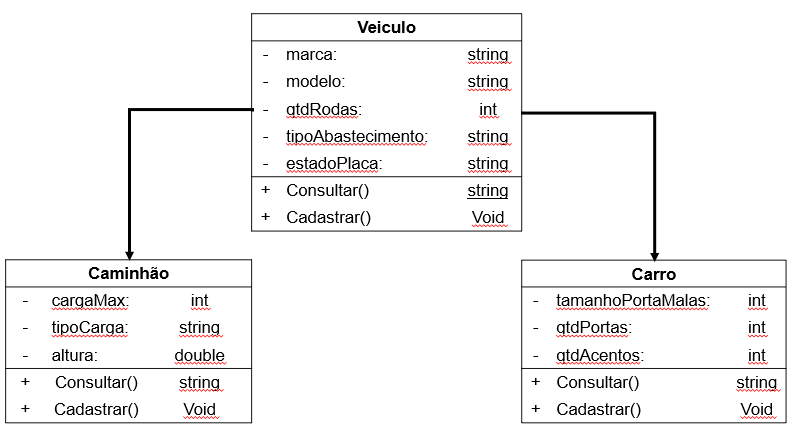 Veiculo
- marca: string
- modelo: string
- qtdRodas: int
- tipoAbastecimento: string
- estadoPlaca: string
+ Consultar() string
+ Cadastrar() Void
Caminhão
- cargaMax: int
- tipoCarga: string
- altura: double
+ Consultar() string
+ Cadastrar() Void
Carro
- tamanhoPortaMalas: int
- qtdPortas: int
- qtdAcentos: int
+ Consultar() string
+ Cadastrar() Void